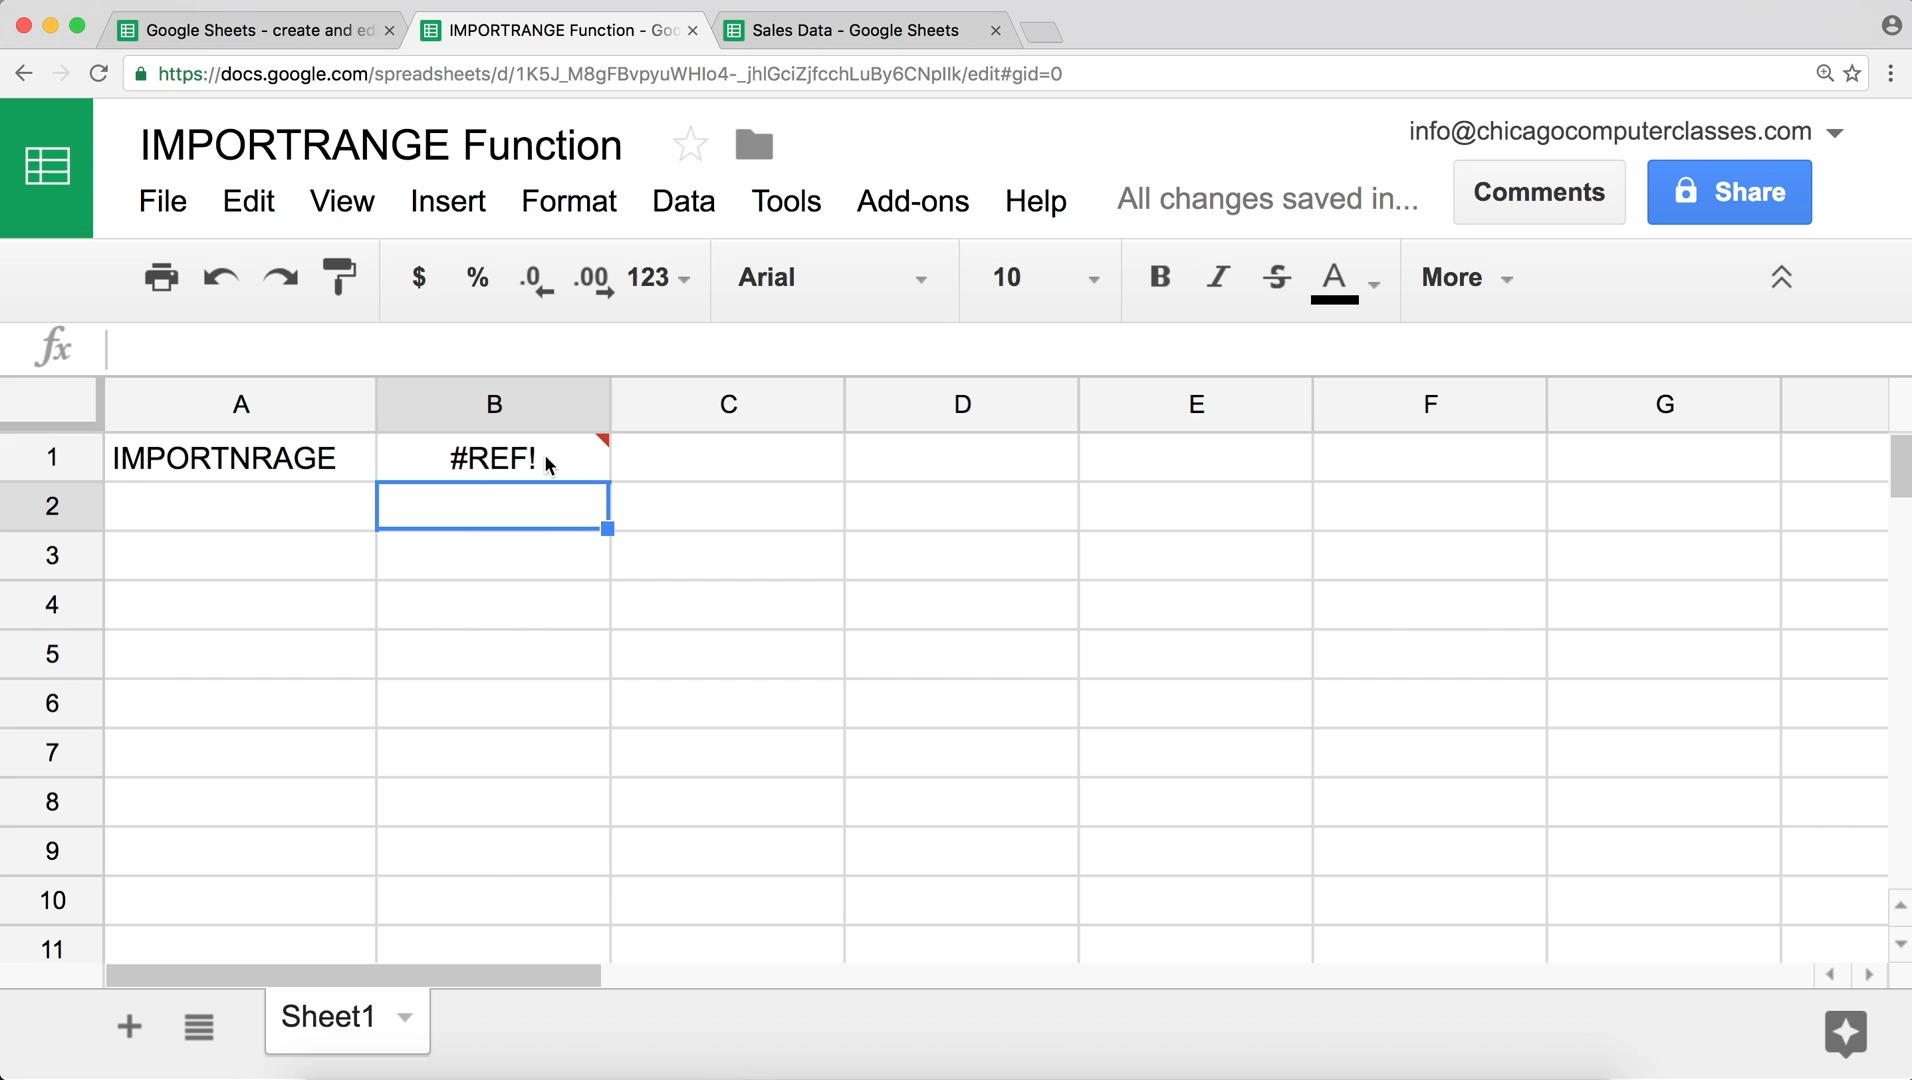 Google Sheets - create and ed
IMPORTRANGE Function - Goo
Sales Data - Google Sheets
https://docs.google.com/spreadsheets/d/1K5J_M8gFBvpyuWHIo4-_jhlGciZjfcchLuBy6CNpIlk/edit#gid=0
IMPORTRANGE Function
info@chicagocomputerclasses.com
File Edit View Insert Format Data Tools Add-ons Help All changes saved in... Comments Share
$ % .0 .00 123 Arial 10 B I S A More
fx
A B C D E F G
1 IMPORTNRAGE #REF!
2
3
4
5
6
7
8
9
10
11
Sheet1